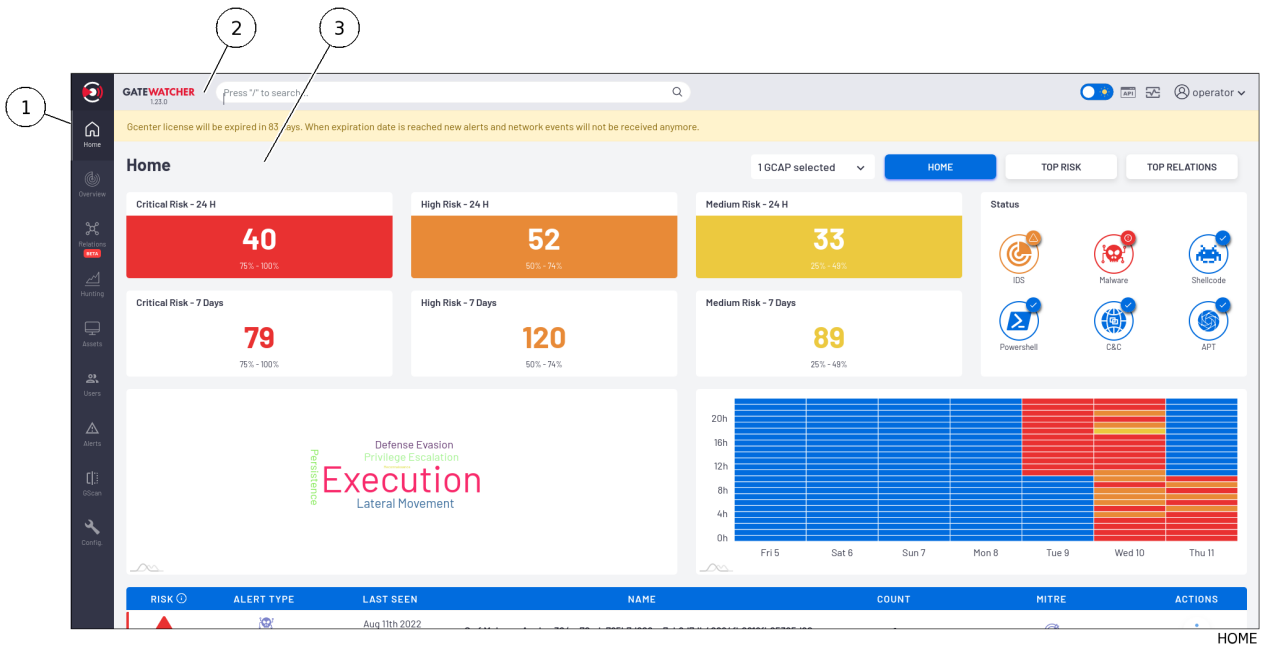 2
3
1
GATEWATCHER
1.23.0
Press "/" to search...
API
operator
Gcenter license will be expired in 83 days. When expiration date is reached new alerts and network events will not be received anymore.
Home
Overview
Relations
BETA
Hunting
Assets
Users
Alerts
GScan
Config.
Home
1 GCAP selected
HOME
TOP RISK
TOP RELATIONS
Critical Risk - 24 H
40
75% - 100%
High Risk - 24 H
52
50% - 74%
Medium Risk - 24 H
33
25% - 49%
Status
IDS
Malware
Shellcode
Powershell
C&C
APT
Critical Risk - 7 Days
79
75% - 100%
High Risk - 7 Days
120
50% - 74%
Medium Risk - 7 Days
89
25% - 49%
Defense Evasion
Privilege Escalation
Persistence
Execution
Lateral Movement
20h
16h
12h
8h
4h
0h
Fri 5
Sat 6
Sun 7
Mon 8
Tue 9
Wed 10
Thu 11
RISK
ALERT TYPE
LAST SEEN
NAME
COUNT
MITRE
ACTIONS
Aug 11th 2022
HOME